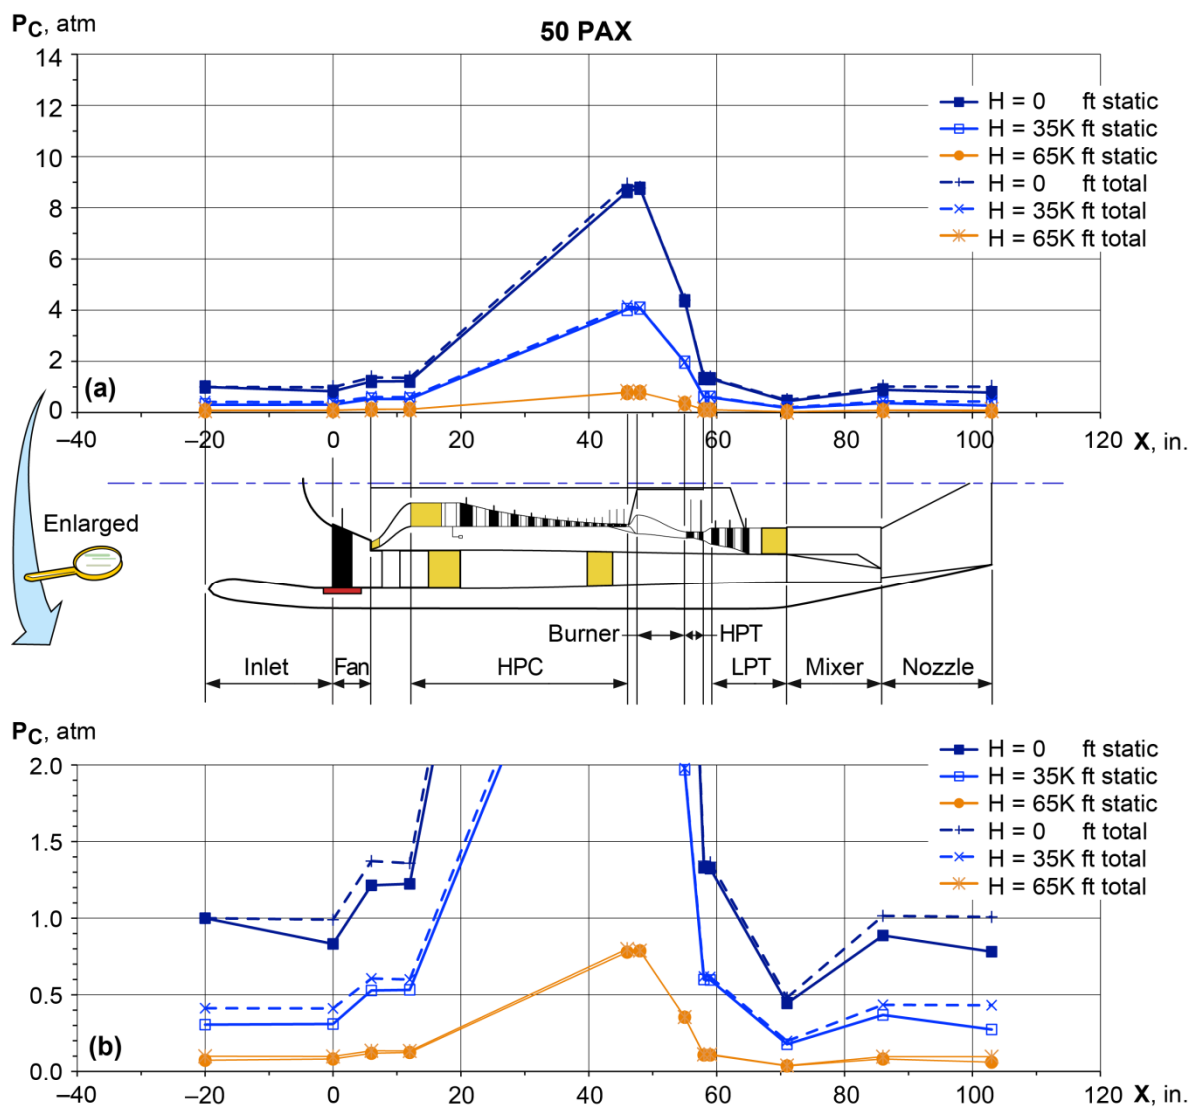 P_C, atm
50 PAX
14
12
10
8
6
4
2
0
H = 0 ft static
H = 35K ft static
H = 65K ft static
H = 0 ft total
H = 35K ft total
H = 65K ft total
(a)
–40 –20 0 20 40 60 80 100 120 X, in.
Enlarged
Burner HPT
Inlet Fan HPC LPT Mixer Nozzle
P_C, atm
2.0
1.5
1.0
0.5
0.0
H = 0 ft static
H = 35K ft static
H = 65K ft static
H = 0 ft total
H = 35K ft total
H = 65K ft total
(b)
–40 –20 0 20 40 60 80 100 120 X, in.